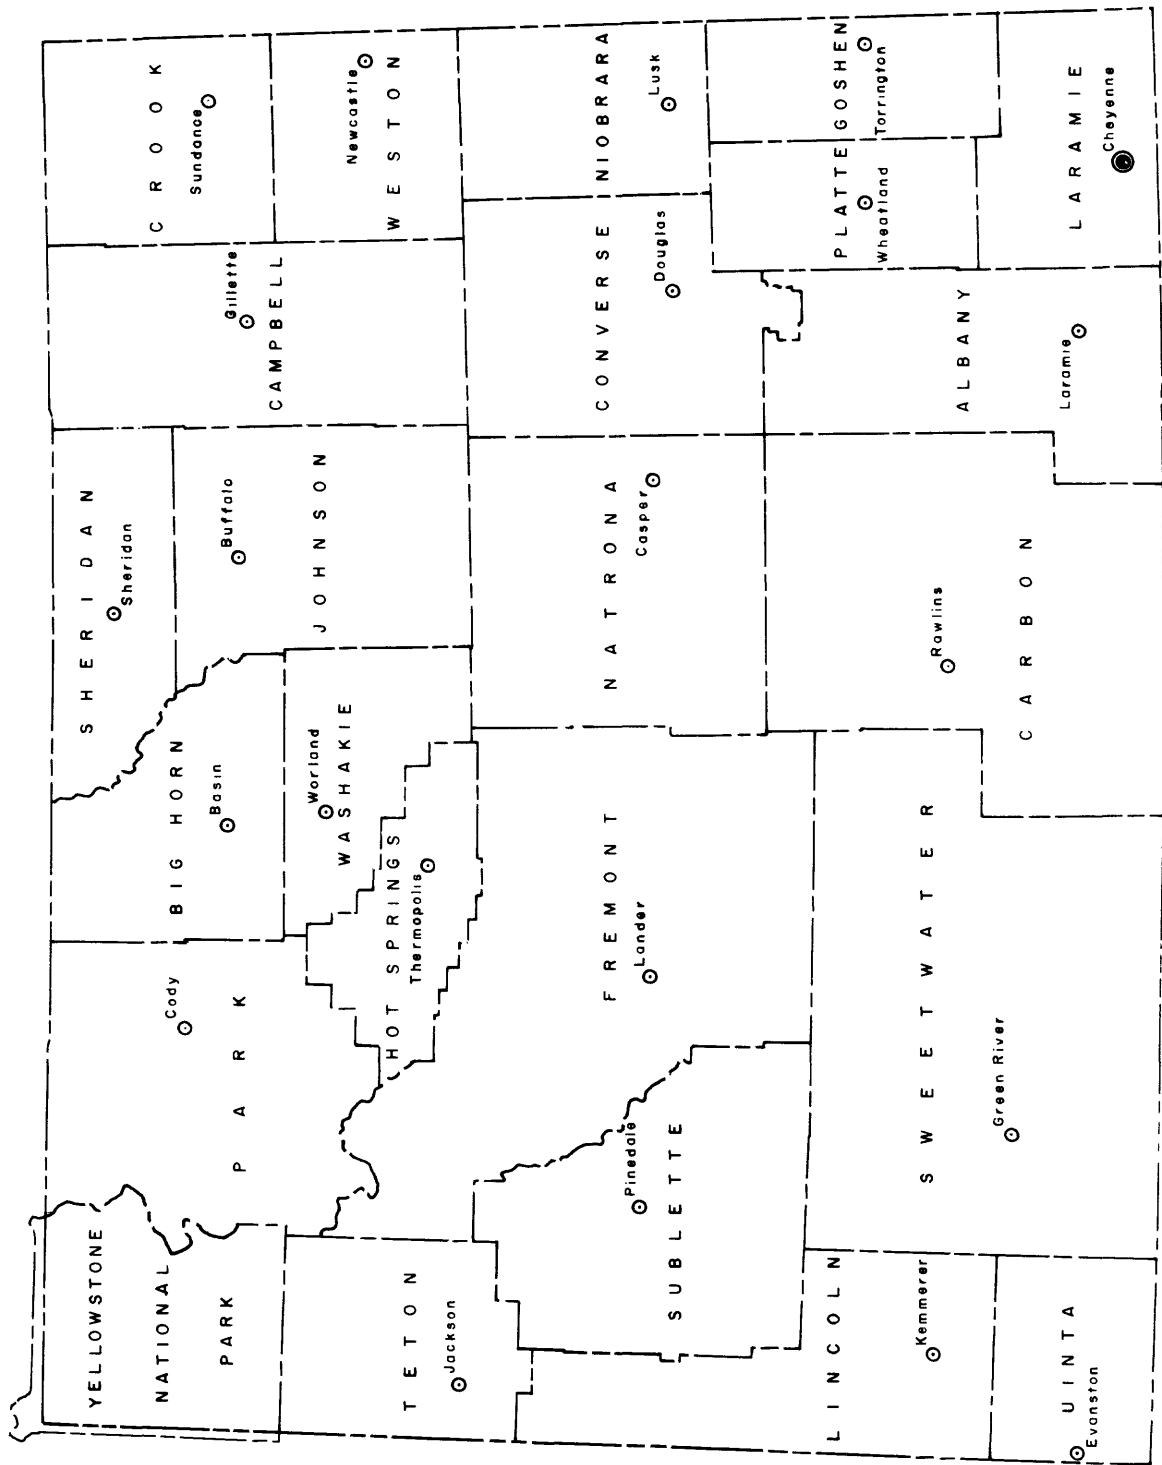 YELLOWSTONE
NATIONAL
PARK
PARK
Cody
BIG HORN
Basin
SHERIDAN
Sheridan
JOHNSON
Buffalo
CAMPBELL
Gillette
CROOK
Sundance
WESTON
Newcastle
TETON
Jackson
HOT SPRINGS
Thermopolis
WASHAKIE
Worland
FREMONT
Lander
SUBLETTE
Pinedale
NATRONA
Casper
CONVERSE
Douglas
NIOBRARA
Lusk
LINCOLN
Kemmerer
SWEETWATER
Green River
CARBON
Rawlins
ALBANY
Laramie
PLATTE
Wheatland
GOSHEN
Torrington
LARAMIE
Cheyenne
UINTA
Evanston